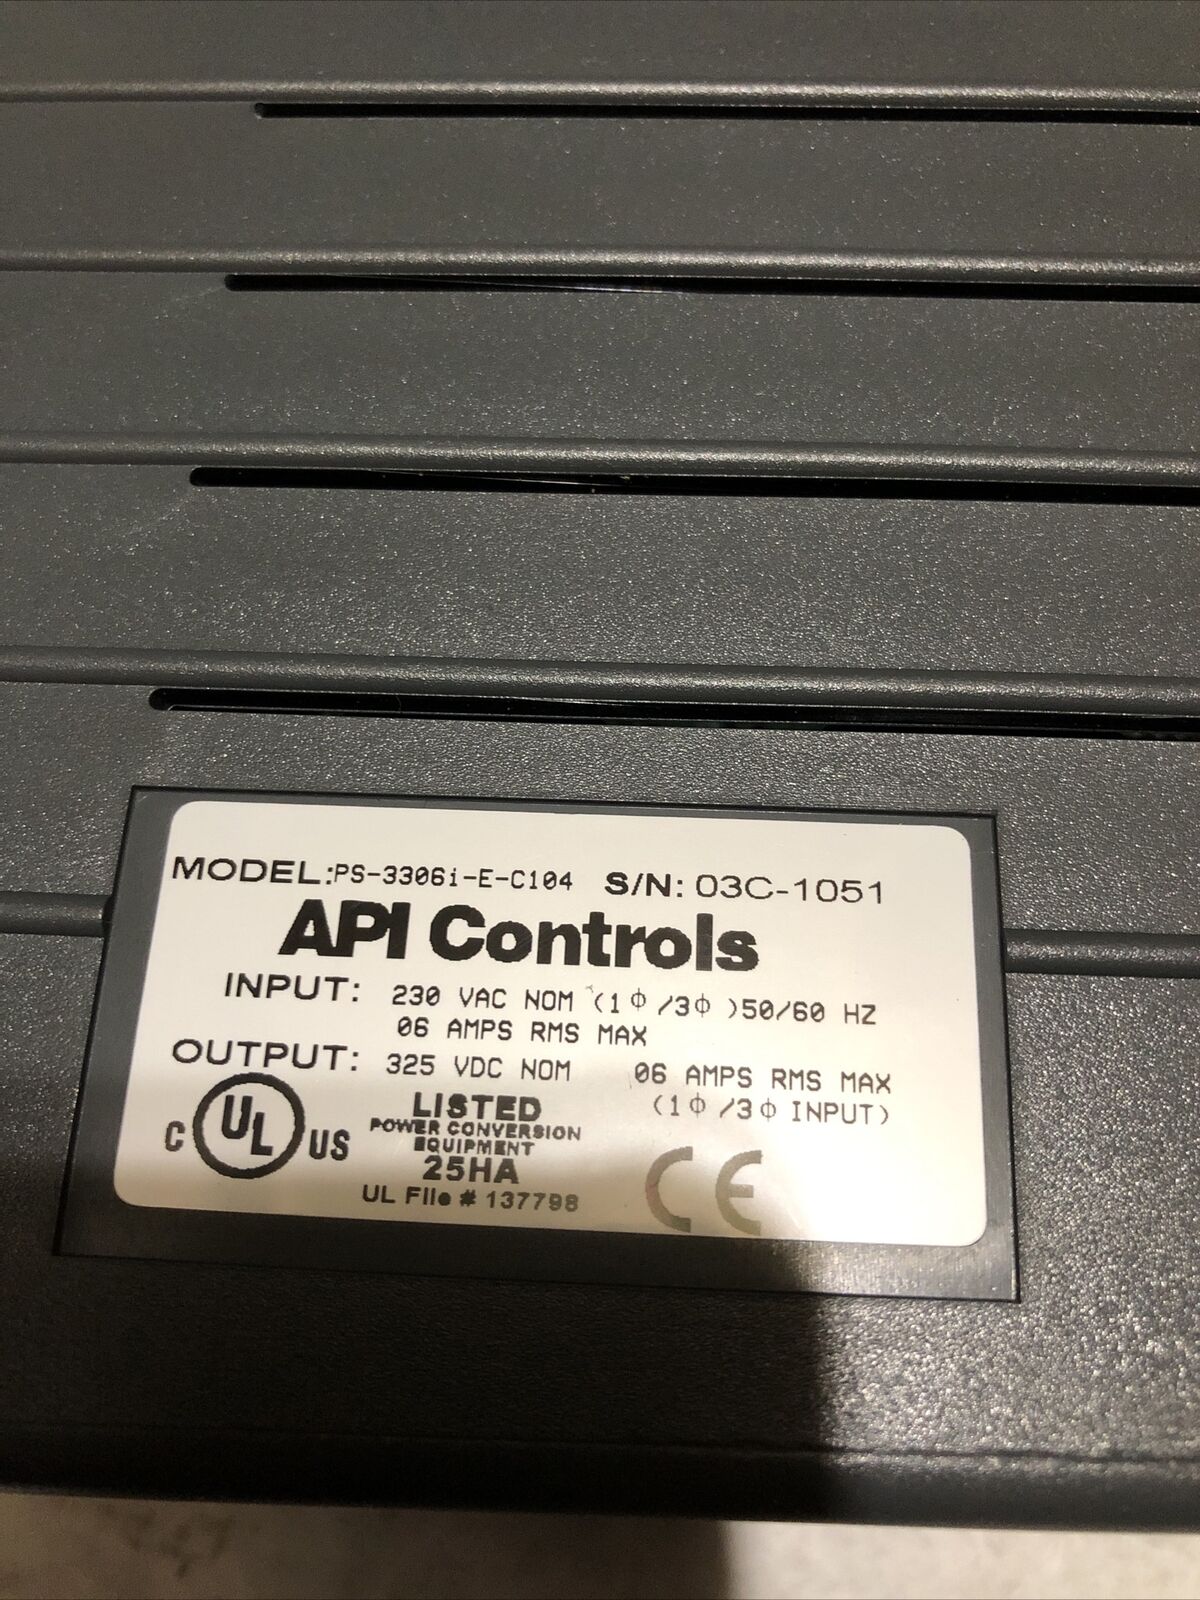 MODEL:PS-3306i-E-C104 S/N: 03C-1051
API Controls
INPUT: 230 VAC NOM (1Φ/3Φ)50/60 HZ
06 AMPS RMS MAX
OUTPUT: 325 VDC NOM 06 AMPS RMS MAX
(1Φ/3Φ INPUT)
C UL US
LISTED
POWER CONVERSION
EQUIPMENT
25HA
UL File # 137798
CE